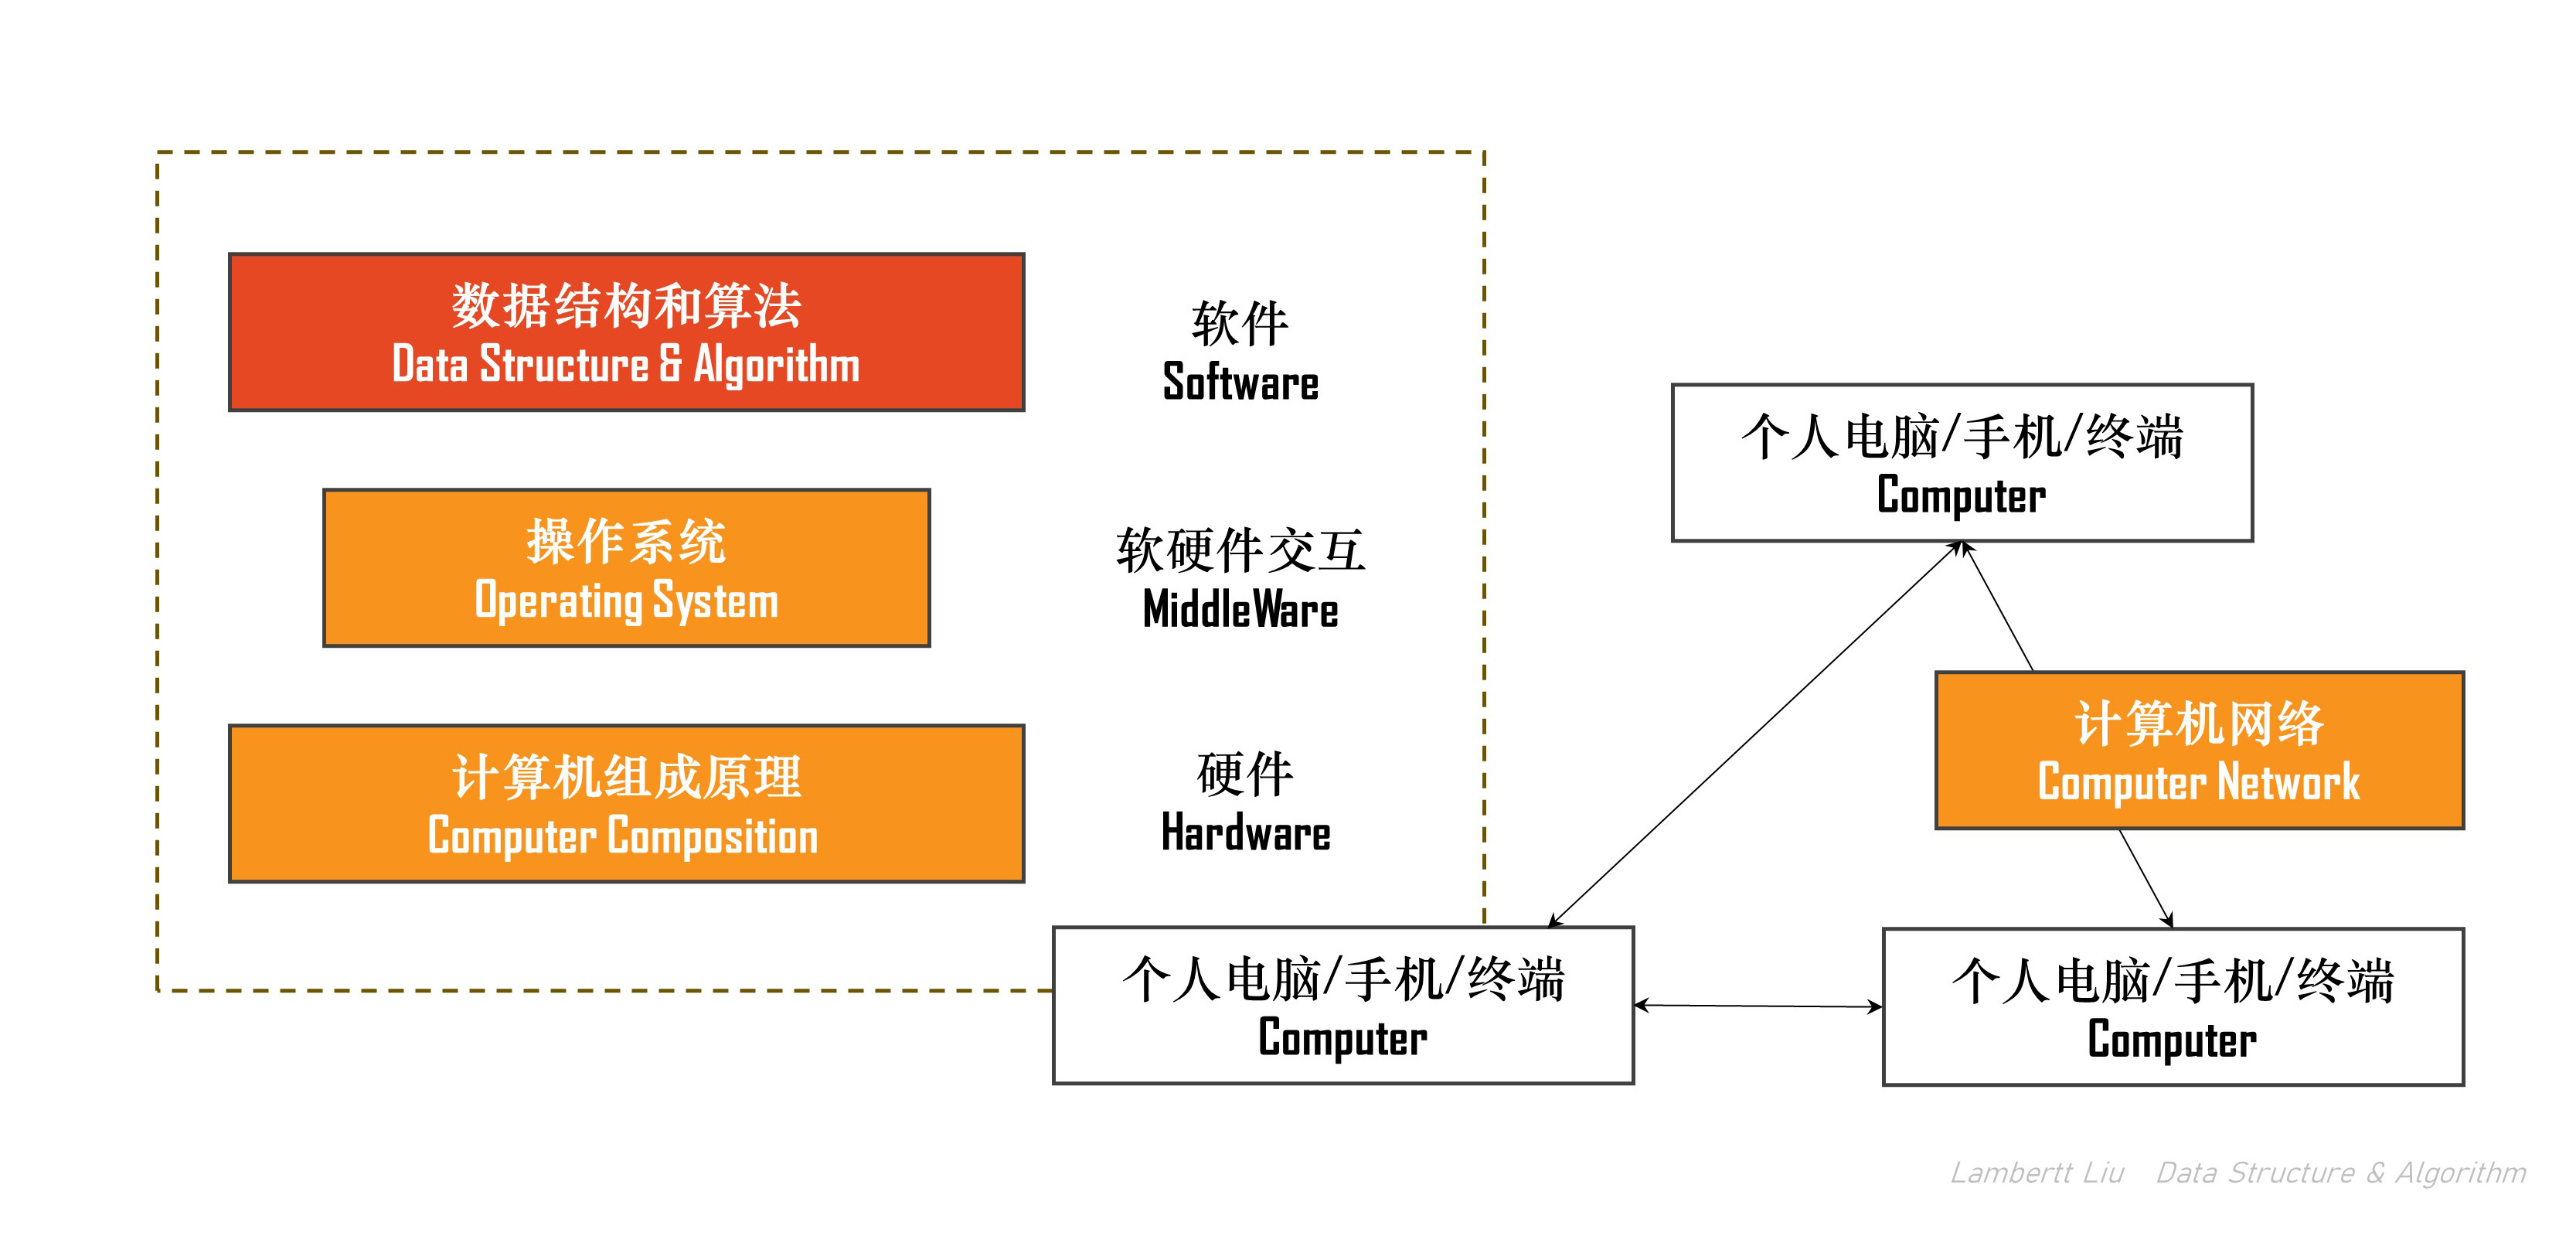 数据结构和算法
Data Structure & Algorithm
软件
Software
操作系统
Operating System
软硬件交互
MiddleWare
计算机组成原理
Computer Composition
硬件
Hardware
个人电脑/手机/终端
Computer
个人电脑/手机/终端
Computer
计算机网络
Computer Network
个人电脑/手机/终端
Computer
Lambertt Liu Data Structure & Algorithm